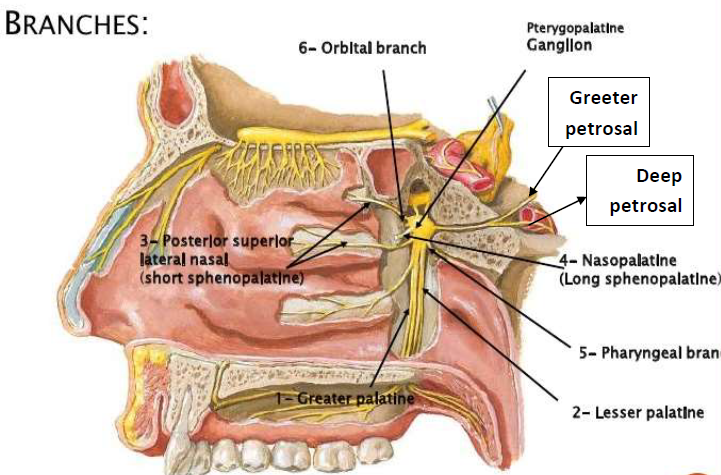 BRANCHES:
6- Orbital branch
Pterygopalatine
Ganglion
Greeter
petrosal
Deep
petrosal
3- Posterior superior
lateral nasal
(short sphenopalatine)
4- Nasopalatine
(Long sphenopalatine)
5- Pharyngeal bran
1- Greater palatine
2- Lesser palatine